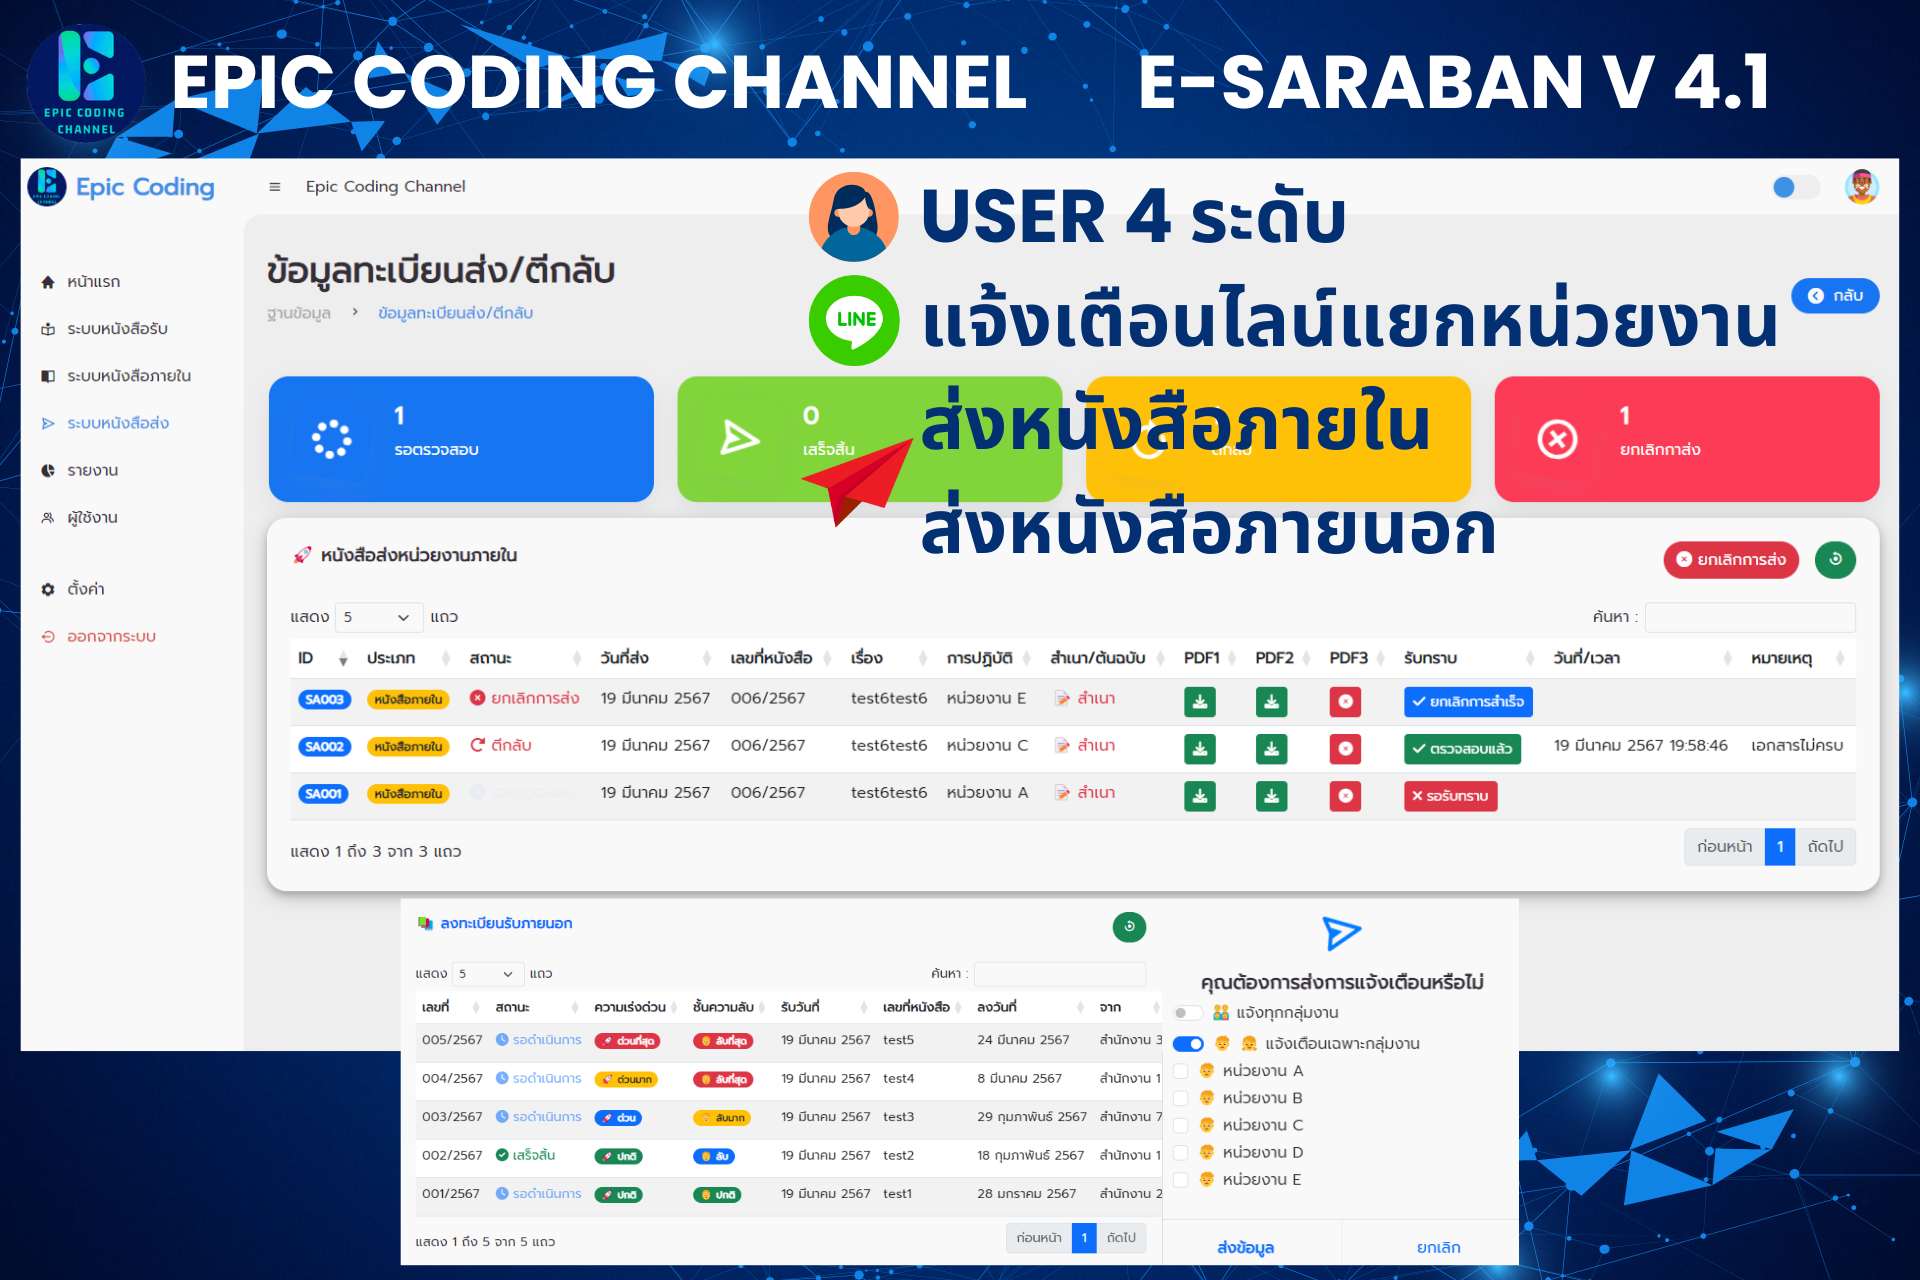 EPIC CODING CHANNEL E-SARABAN V 4.1
EPIC CODING
CHANNEL
Epic Coding
Epic Coding Channel
USER 4 ระดับ
LINE
แจ้งเตือนไลน์แยกหน่วยงาน
ส่งหนังสือภายใน
ส่งหนังสือภายนอก
หน้าแรก
ระบบหนังสือรับ
ระบบหนังสือภายใน
ระบบหนังสือส่ง
รายงาน
ผู้ใช้งาน
ตั้งค่า
ออกจากระบบ
ข้อมูลทะเบียนส่ง/ตีกลับ
ฐานข้อมูล > ข้อมูลทะเบียนส่ง/ตีกลับ
กลับ
1
รอตรวจสอบ
0
เสร็จสิ้น
ตีกลับ
1
ยกเลิกกาส่ง
หนังสือส่งหน่วยงานภายใน
ยกเลิกการส่ง
แสดง 5 แถว
ค้นหา :
ID ประเภท สถานะ วันที่ส่ง เลขที่หนังสือ เรื่อง การปฏิบัติ สำเนา/ต้นฉบับ PDF1 PDF2 PDF3 รับทราบ วันที่/เวลา หมายเหตุ
SA003 หนังสือภายใน ยกเลิกการส่ง 19 มีนาคม 2567 006/2567 test6test6 หน่วยงาน E สำเนา ยกเลิกการสำเร็จ
SA002 หนังสือภายใน ตีกลับ 19 มีนาคม 2567 006/2567 test6test6 หน่วยงาน C สำเนา ตรวจสอบแล้ว 19 มีนาคม 2567 19:58:46 เอกสารไม่ครบ
SA001 หนังสือภายใน 19 มีนาคม 2567 006/2567 test6test6 หน่วยงาน A สำเนา รอรับทราบ
แสดง 1 ถึง 3 จาก 3 แถว
ก่อนหน้า 1 ถัดไป
ลงทะเบียนรับภายนอก
แสดง 5 แถว
ค้นหา :
เลขที่ สถานะ ความเร่งด่วน ชั้นความลับ รับวันที่ เลขที่หนังสือ ลงวันที่ จาก
005/2567 รอดำเนินการ ด่วนที่สุด ลับที่สุด 19 มีนาคม 2567 test5 24 มีนาคม 2567 สำนักงาน 3
004/2567 รอดำเนินการ ด่วนมาก ลับที่สุด 19 มีนาคม 2567 test4 8 มีนาคม 2567 สำนักงาน 1
003/2567 รอดำเนินการ ด่วน ลับมาก 19 มีนาคม 2567 test3 29 กุมภาพันธ์ 2567 สำนักงาน 7
002/2567 เสร็จสิ้น ปกติ ลับ 19 มีนาคม 2567 test2 18 กุมภาพันธ์ 2567 สำนักงาน 1
001/2567 รอดำเนินการ ปกติ ปกติ 19 มีนาคม 2567 test1 28 มกราคม 2567 สำนักงาน 2
แสดง 1 ถึง 5 จาก 5 แถว
ก่อนหน้า 1 ถัดไป
คุณต้องการส่งการแจ้งเตือนหรือไม่
แจ้งทุกกลุ่มงาน
แจ้งเตือนเฉพาะกลุ่มงาน
หน่วยงาน A
หน่วยงาน B
หน่วยงาน C
หน่วยงาน D
หน่วยงาน E
ส่งข้อมูล ยกเลิก